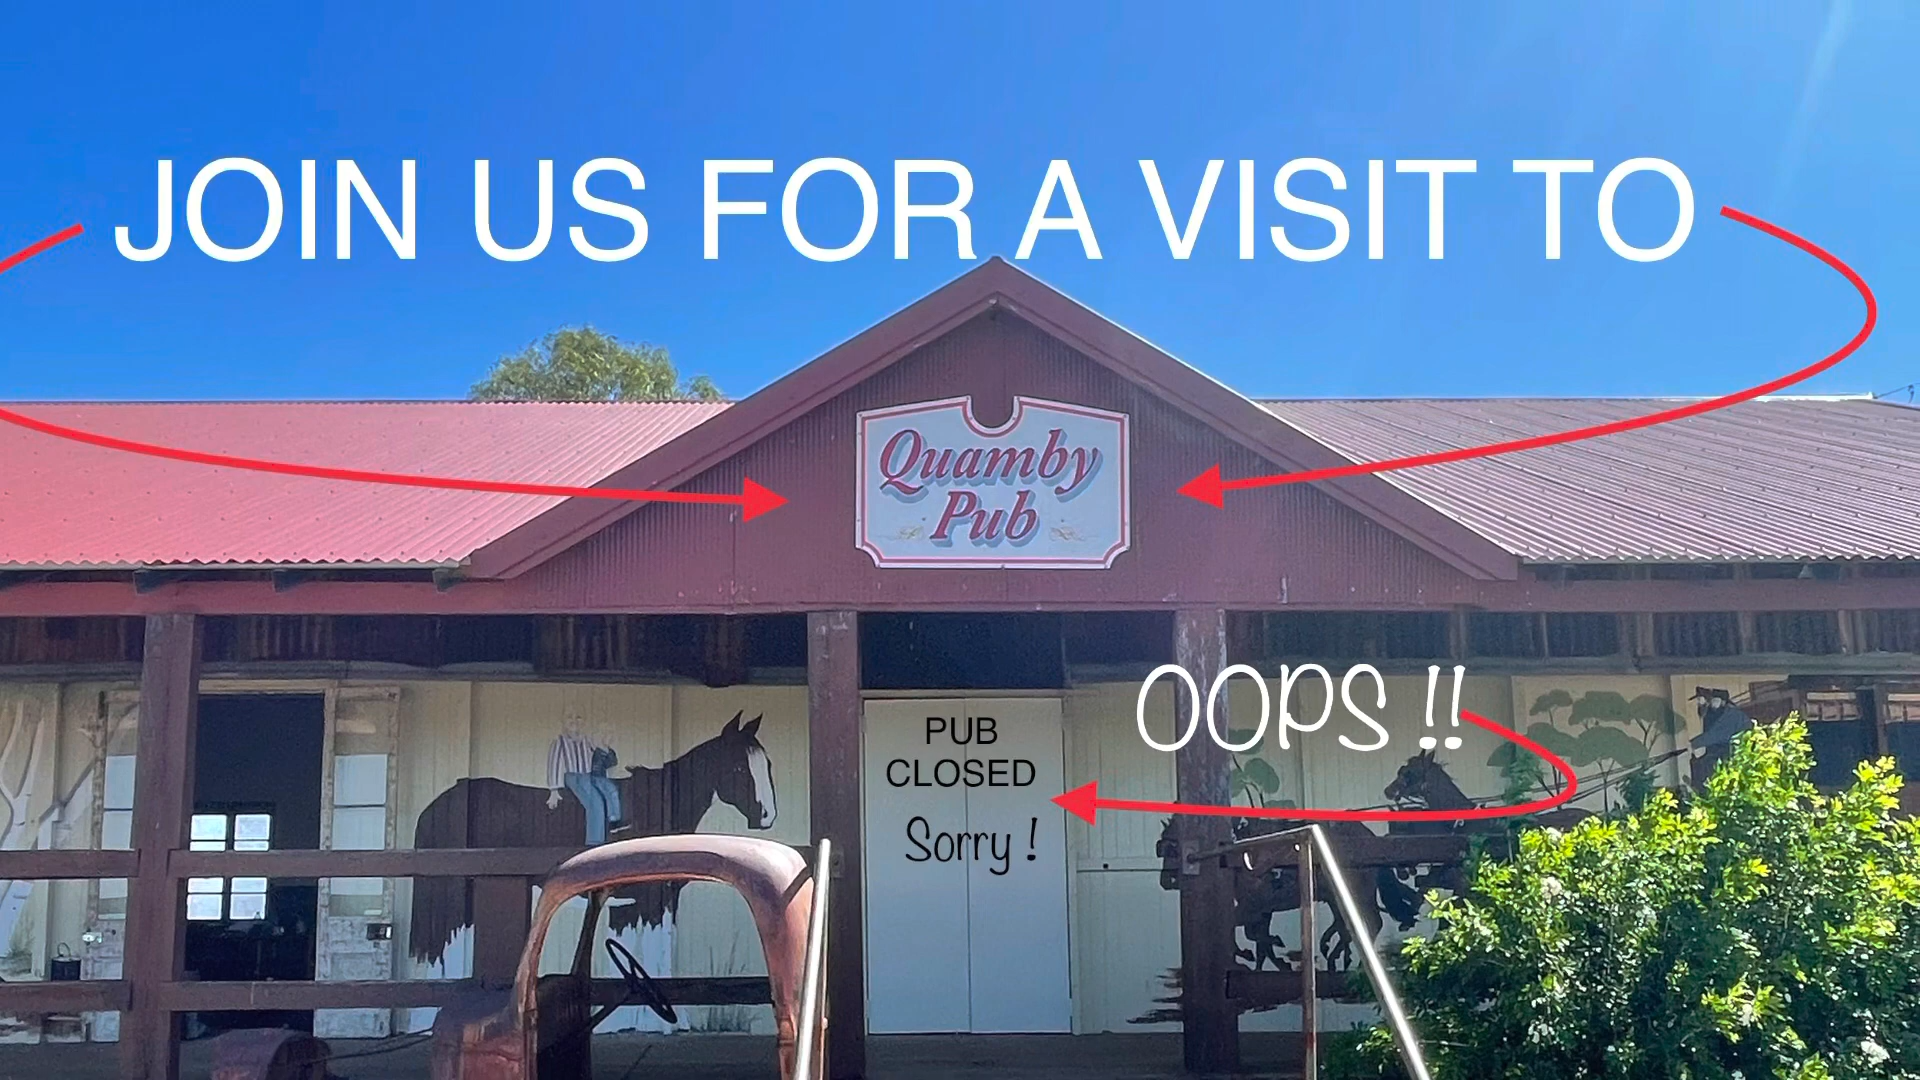 JOIN US FOR A VISIT TO
Quamby
Pub
OOPS !!
PUB
CLOSED
Sorry !